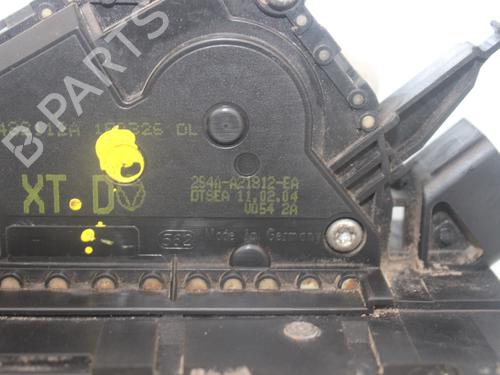 B-PARTS
XT.D
2S4A-A21812-EA
DTSEA 11.02.04
V054 2A
Made in Germany